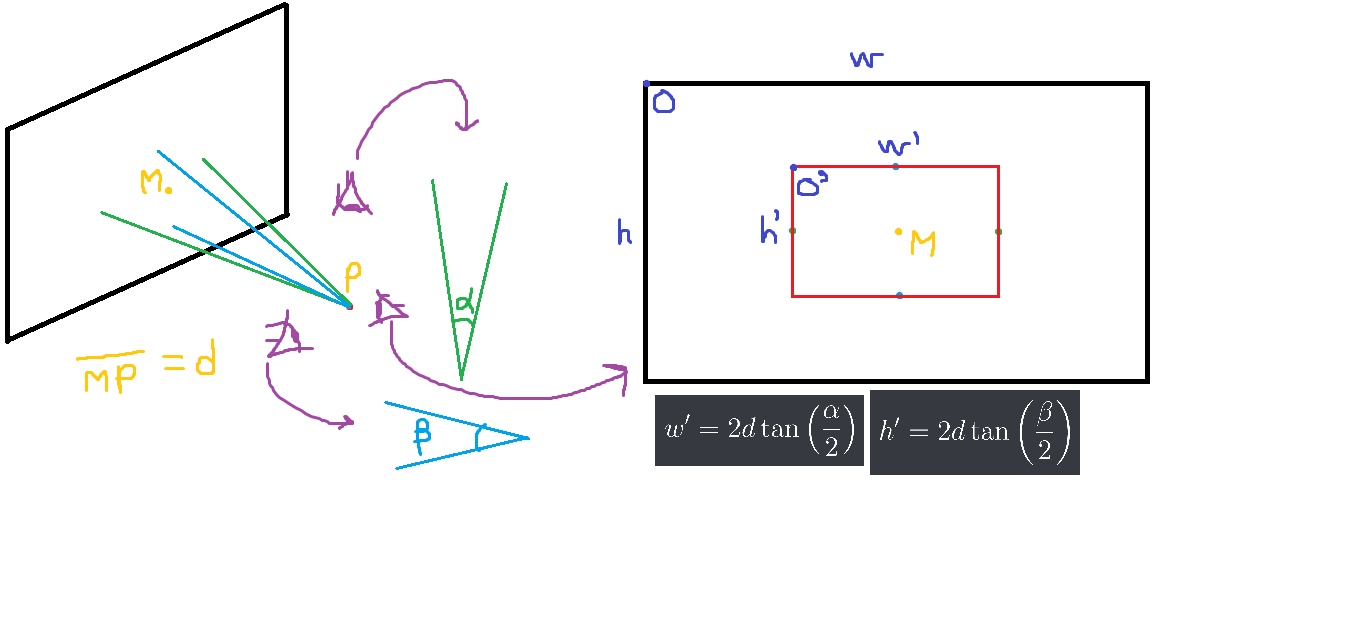 M.
P
MP = d
α
β
w
O
w'
O'
h
h'
M
w′ = 2d tan(α/2)
h′ = 2d tan(β/2)